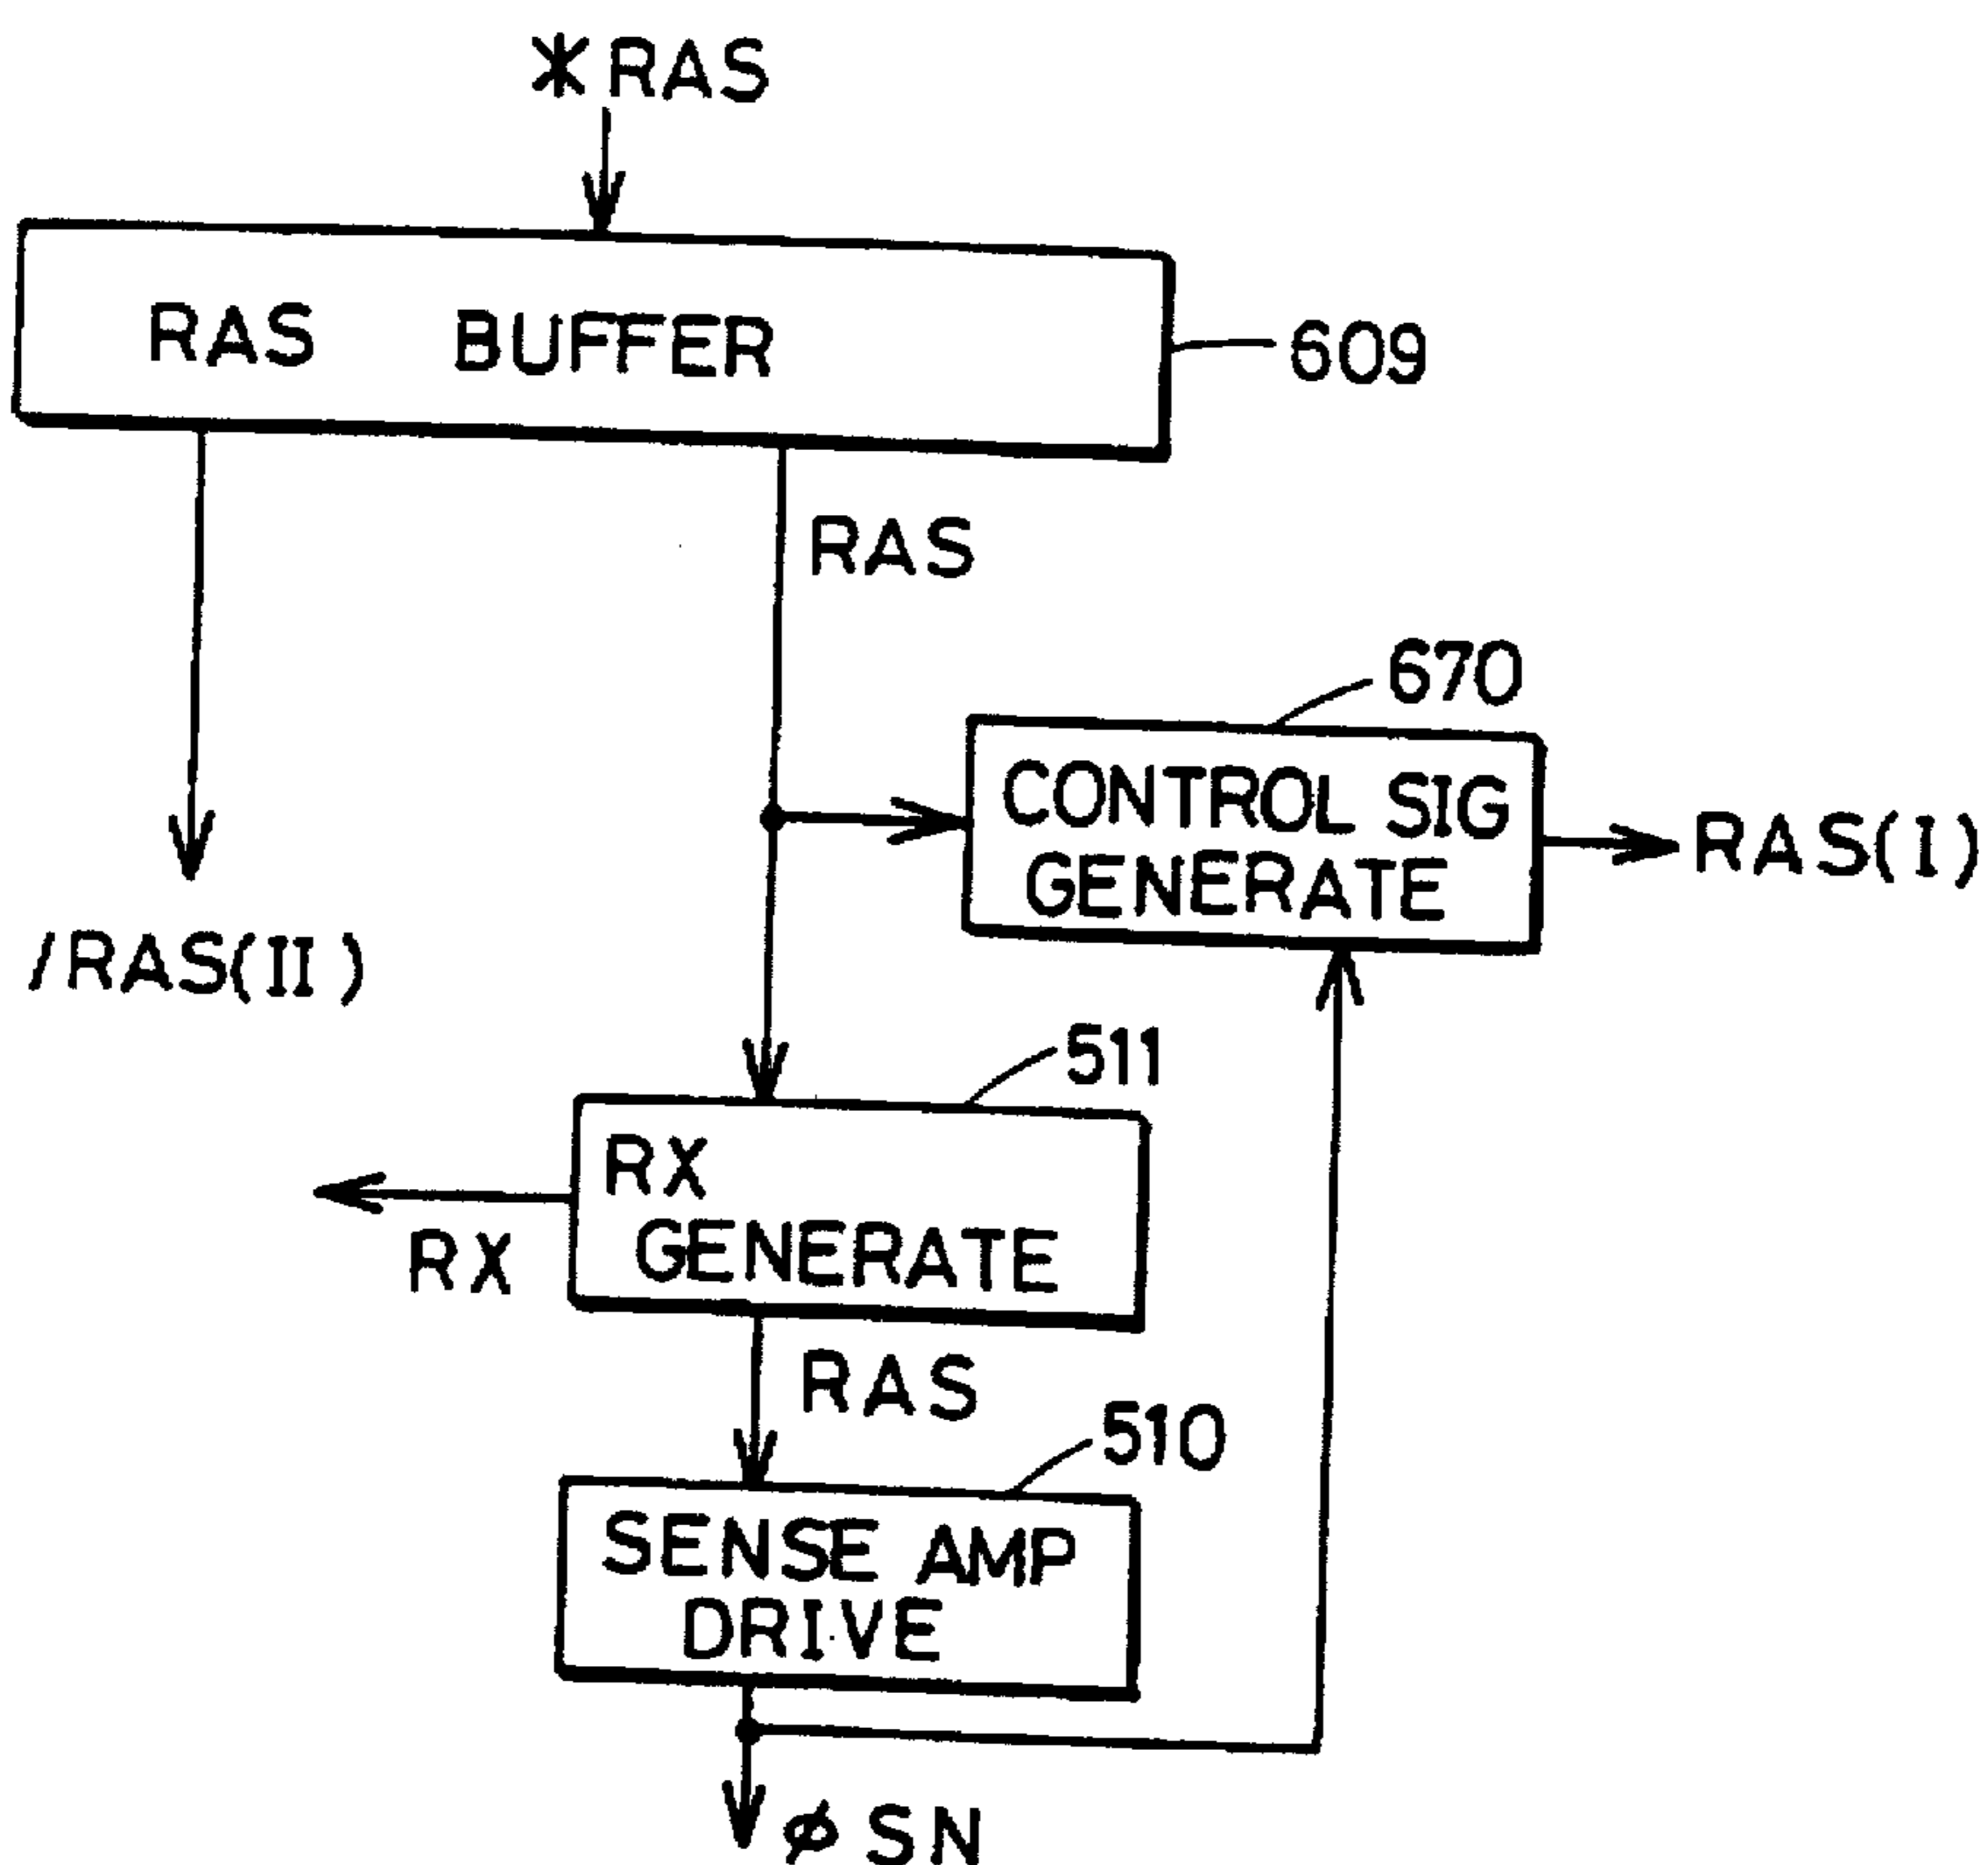 *RAS
RAS BUFFER
609
RAS
670
CONTROL SIG
GENERATE
RAS(I)
/RAS(II)
511
RX
GENERATE
RX
RAS
510
SENSE AMP
DRIVE
φSN